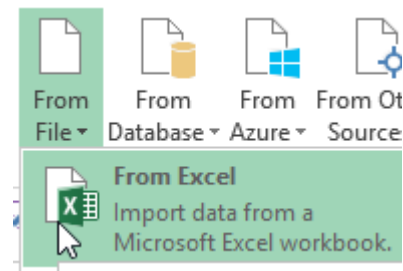 From From From From Ot
File Database Azure Source
From Excel
Import data from a
Microsoft Excel workbook.